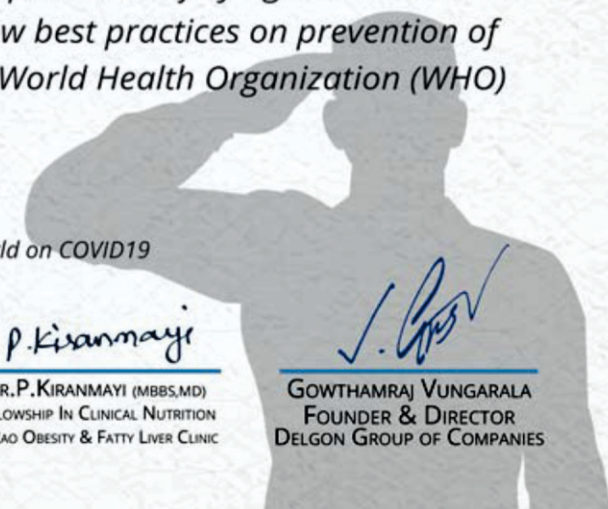 w best practices on prevention of
World Health Organization (WHO)
ld on COVID19
P.Kiranmayi
R.P.KIRANMAYI (MBBS,MD)
LOWSHIP IN CLINICAL NUTRITION
AO OBESITY & FATTY LIVER CLINIC
GOWTHAMRAJ VUNGARALA
FOUNDER & DIRECTOR
DELGON GROUP OF COMPANIES